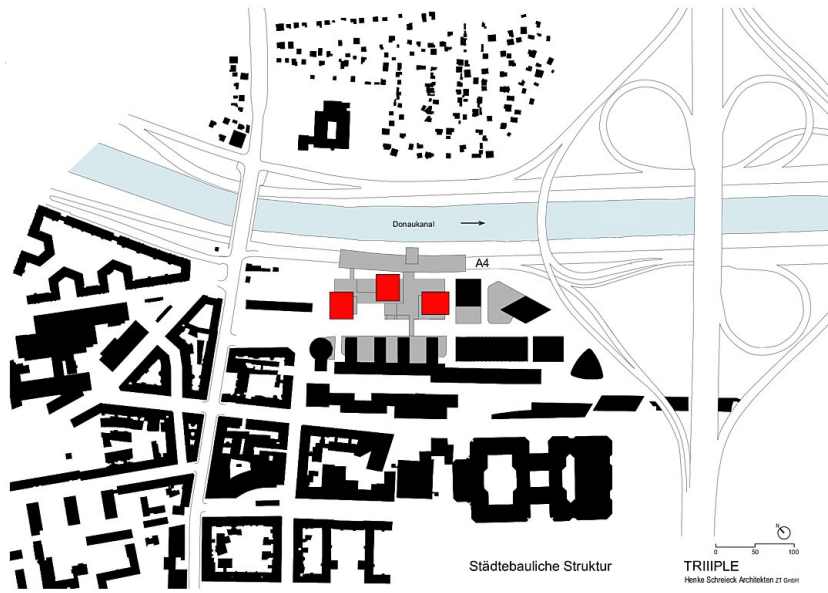 Donaukanal
A4
N
0 50 100
Städtebauliche Struktur
TRIIIPLE
Henke Schreieck Architekten ZT GmbH